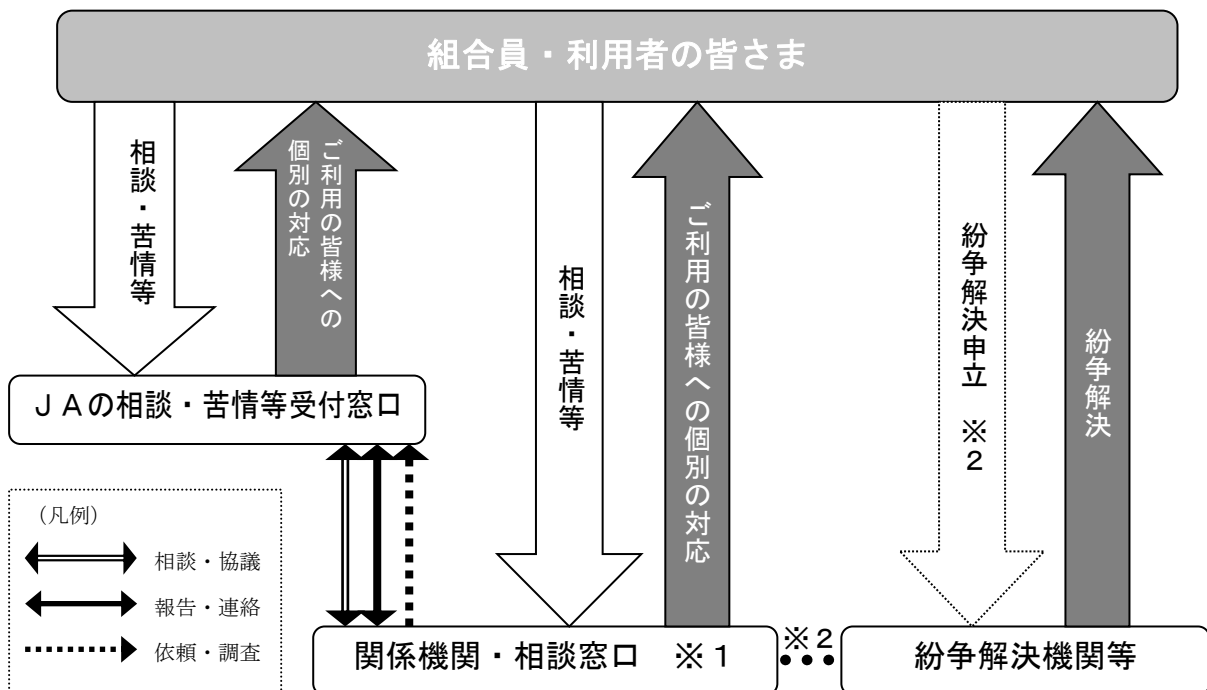 組合員・利用者の皆さま
相談・苦情等
ご利用の皆様への
個別の対応
相談・苦情等
ご利用の皆様への個別の対応
紛争解決申立 ※2
紛争解決
JAの相談・苦情等受付窓口
(凡例)
相談・協議
報告・連絡
依頼・調査
関係機関・相談窓口 ※1
※2
紛争解決機関等